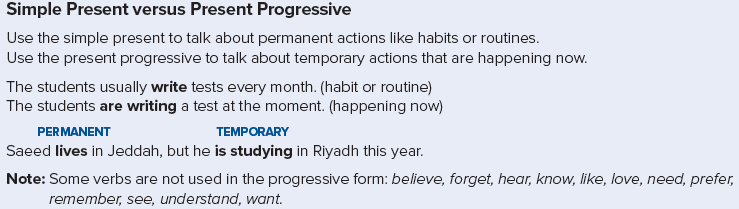 Simple Present versus Present Progressive
Use the simple present to talk about permanent actions like habits or routines.
Use the present progressive to talk about temporary actions that are happening now.
The students usually write tests every month. (habit or routine)
The students are writing a test at the moment. (happening now)
PERMANENT TEMPORARY
Saeed lives in Jeddah, but he is studying in Riyadh this year.
Note: Some verbs are not used in the progressive form: believe, forget, hear, know, like, love, need, prefer,
remember, see, understand, want.